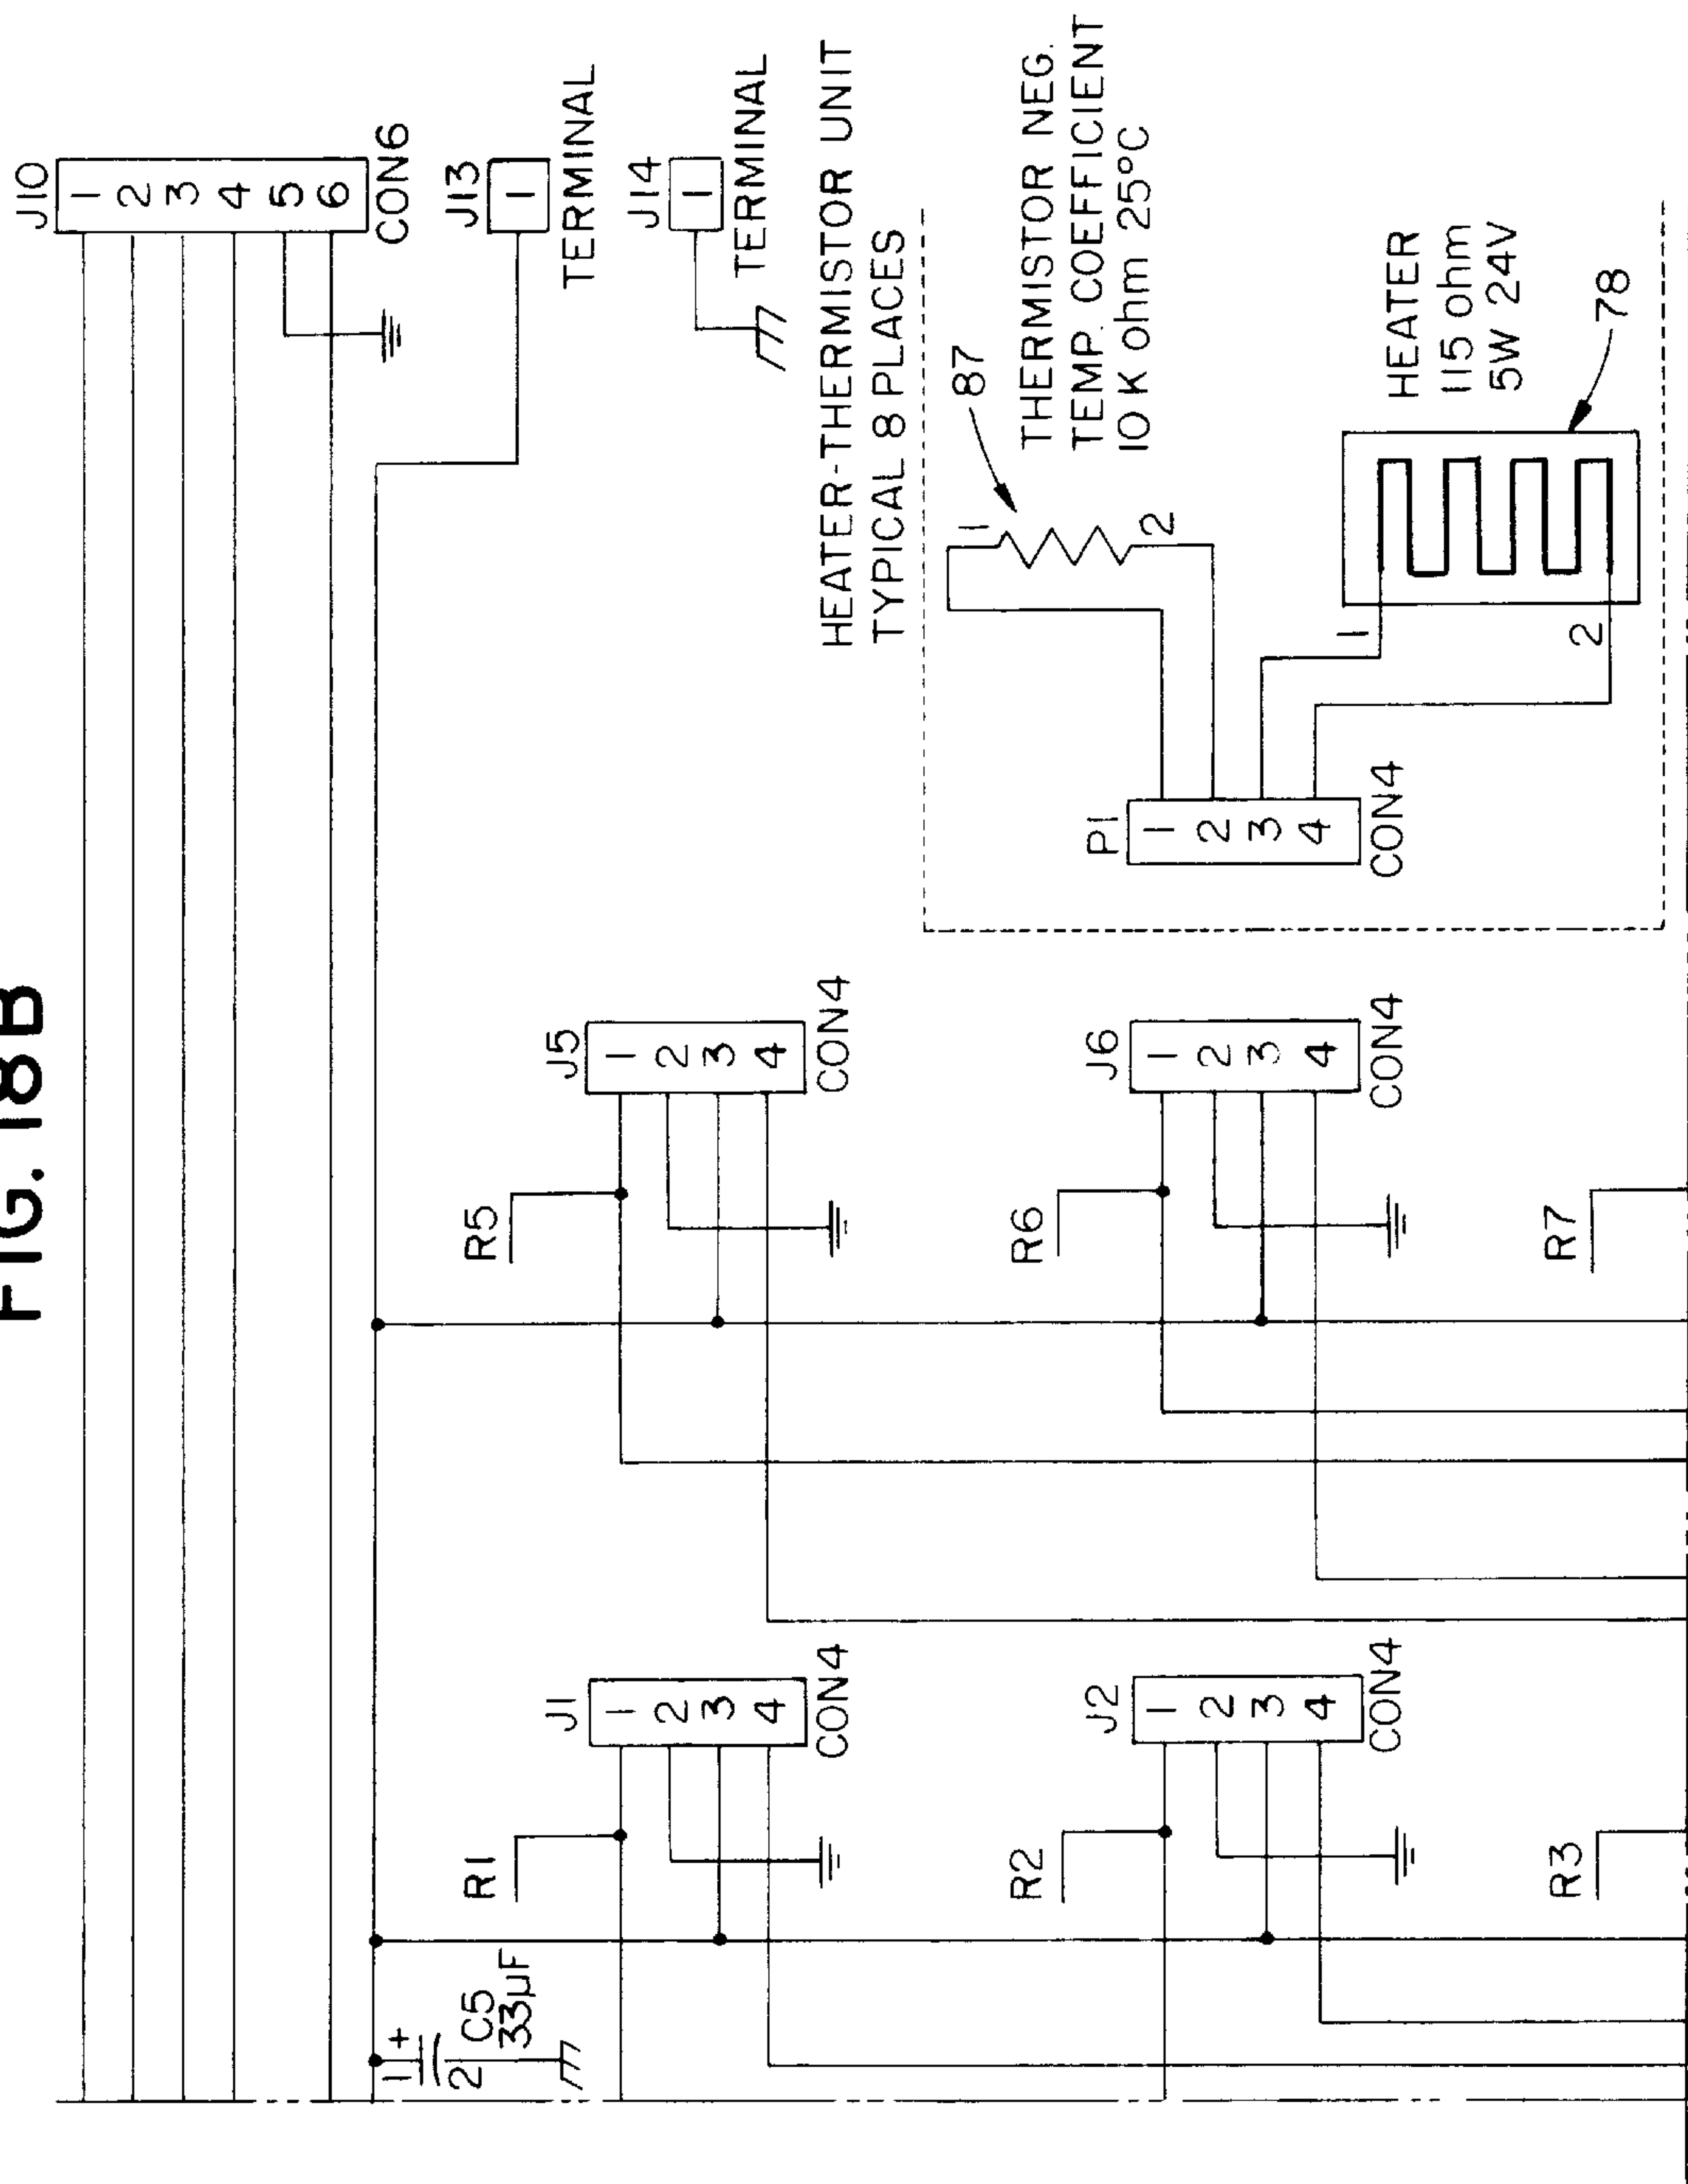 FIG. 18B
J10
1
2
3
4
5
6
CON6
J13
1
TERMINAL
J14
1
TERMINAL
HEATER-THERMISTOR UNIT
TYPICAL 8 PLACES
87
1
2
THERMISTOR NEG.
TEMP. COEFFICIENT
10 K ohm 25°C
P1
1
2
3
4
CON4
1
2
HEATER
115 ohm
5W 24V
78
R5
J5
1
2
3
4
CON4
R6
J6
1
2
3
4
CON4
R7
1 +
2
C5
33µF
R1
J1
1
2
3
4
CON4
R2
J2
1
2
3
4
CON4
R3